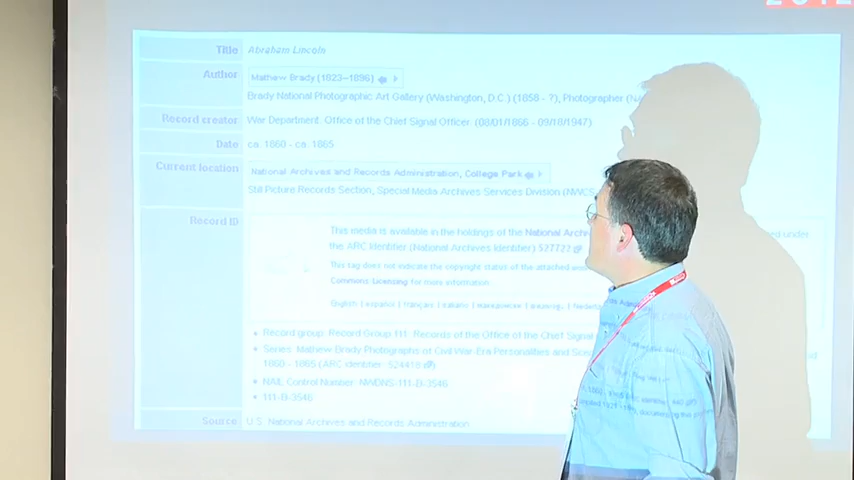 2012
Title Abraham Lincoln
Author Mathew Brady (1823–1896)
Brady National Photographic Art Gallery (Washington, D.C.) (1858 - ?), Photographer
Record creator War Department. Office of the Chief Signal Officer. (08/01/1866 - 09/18/1947)
Date ca. 1860 - ca. 1865
Current location National Archives and Records Administration, College Park
Still Picture Records Section, Special Media Archives Services Division (NWCS
Record ID
This media is available in the holdings of the National Archiv
the ARC Identifier (National Archives Identifier) 527722
This tag does not indicate the copyright status of the attached
Commons: Licensing for more information.
English | español | français | italiano | македонски |
Record group: Record Group 111: Records of the Office of the Chief Signal
Series: Mathew Brady Photographs of Civil War-Era Personalities and
1860 - 1865 (ARC identifier: 524418
NAIL Control Number: NWDNS-111-B-3546
111-B-3546
Source U.S. National Archives and Records Administration